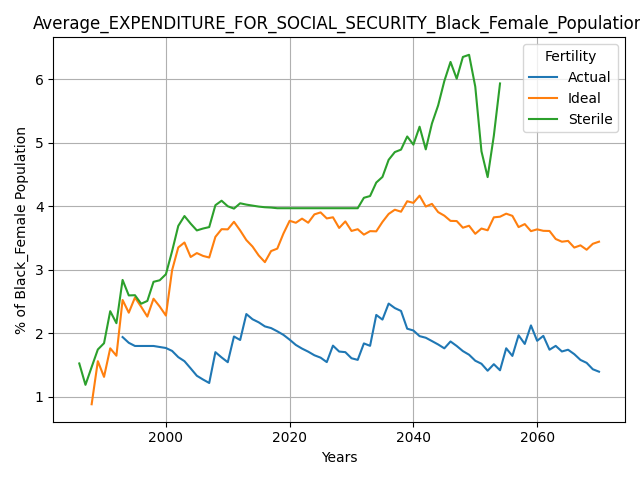 Average_EXPENDITURE_FOR_SOCIAL_SECURITY_Black_Female_Population
% of Black_Female Population
6
5
4
3
2
1
Fertility
Actual
Ideal
Sterile
2000
2020
2040
2060
Years